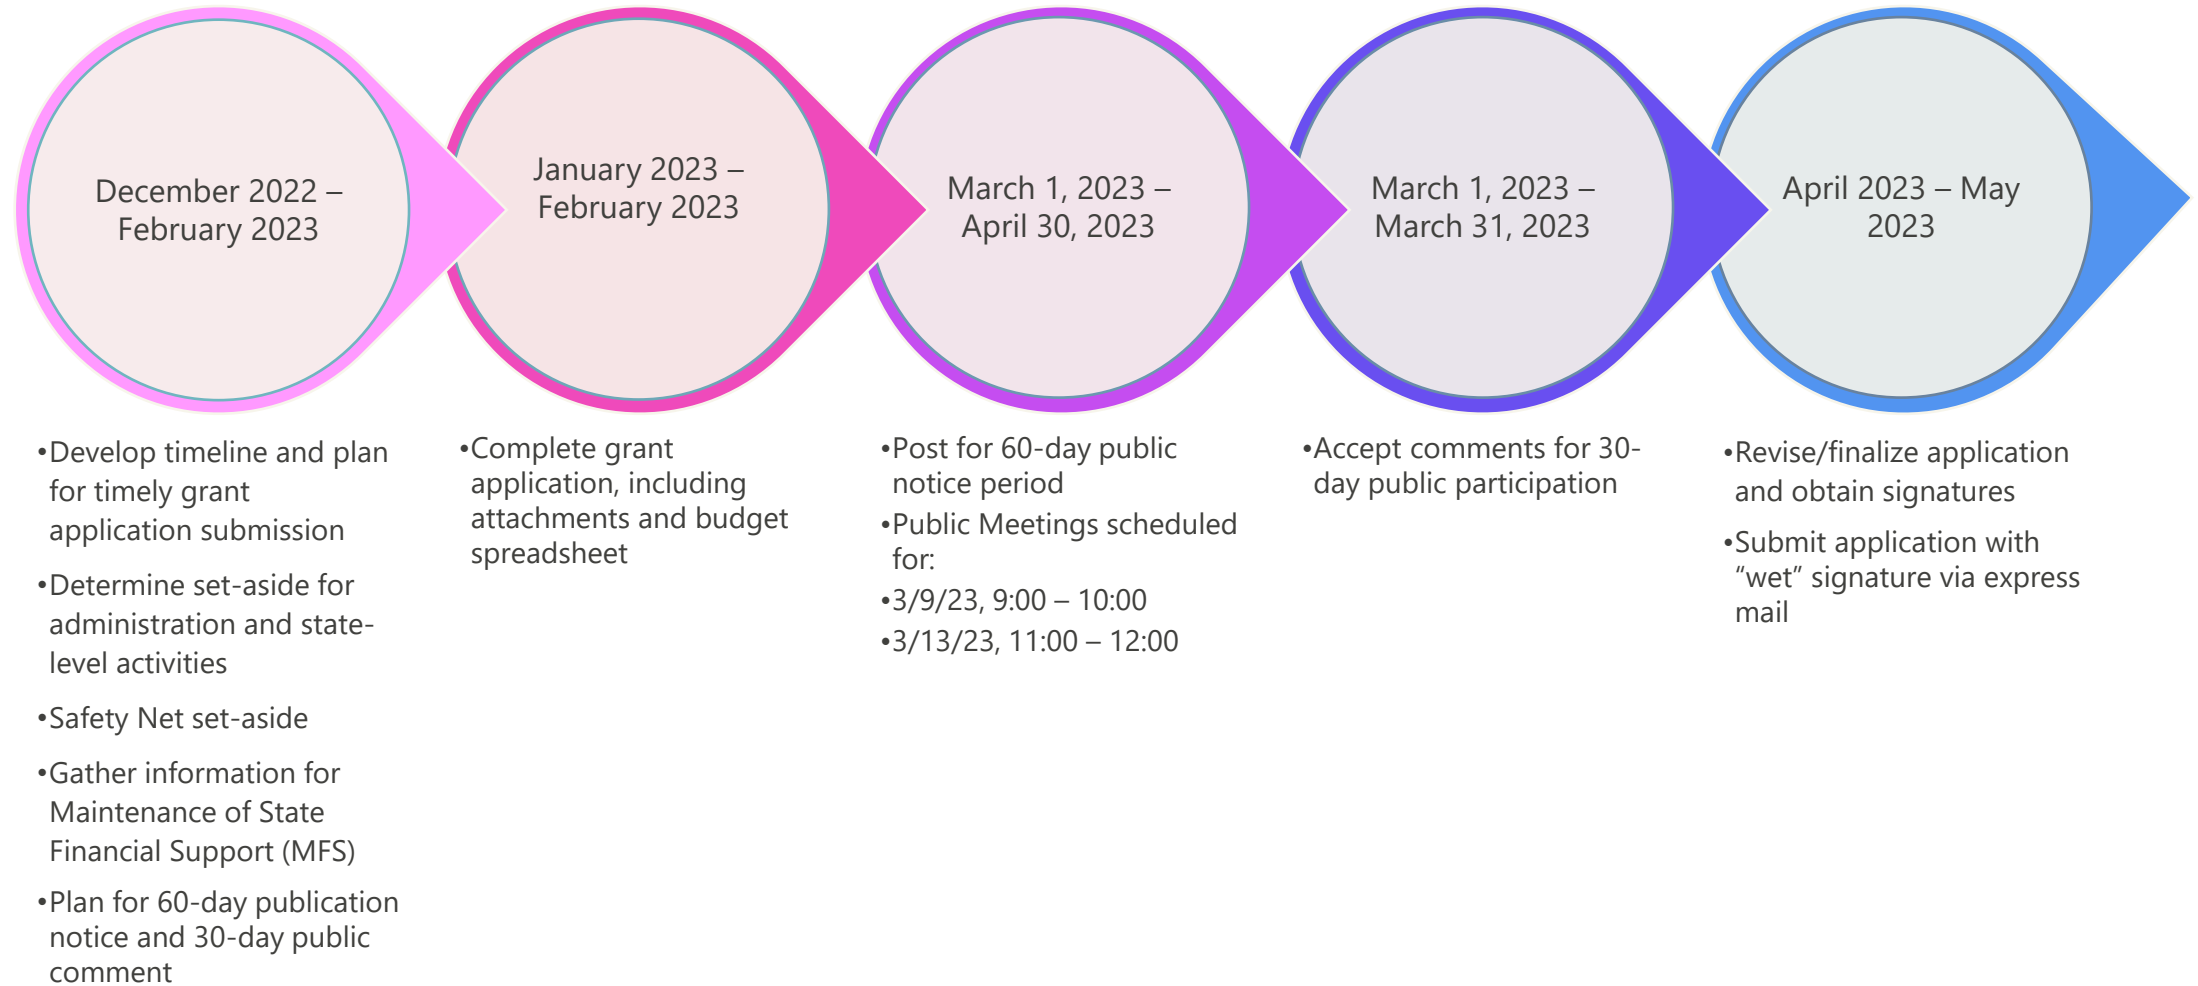 December 2022 –
February 2023
January 2023 –
February 2023
March 1, 2023 –
April 30, 2023
March 1, 2023 –
March 31, 2023
April 2023 – May
2023
•Develop timeline and plan
for timely grant
application submission
•Determine set-aside for
administration and state-
level activities
•Safety Net set-aside
•Gather information for
Maintenance of State
Financial Support (MFS)
•Plan for 60-day publication
notice and 30-day public
comment
•Complete grant
application, including
attachments and budget
spreadsheet
•Post for 60-day public
notice period
•Public Meetings scheduled
for:
•3/9/23, 9:00 – 10:00
•3/13/23, 11:00 – 12:00
•Accept comments for 30-
day public participation
•Revise/finalize application
and obtain signatures
•Submit application with
“wet” signature via express
mail